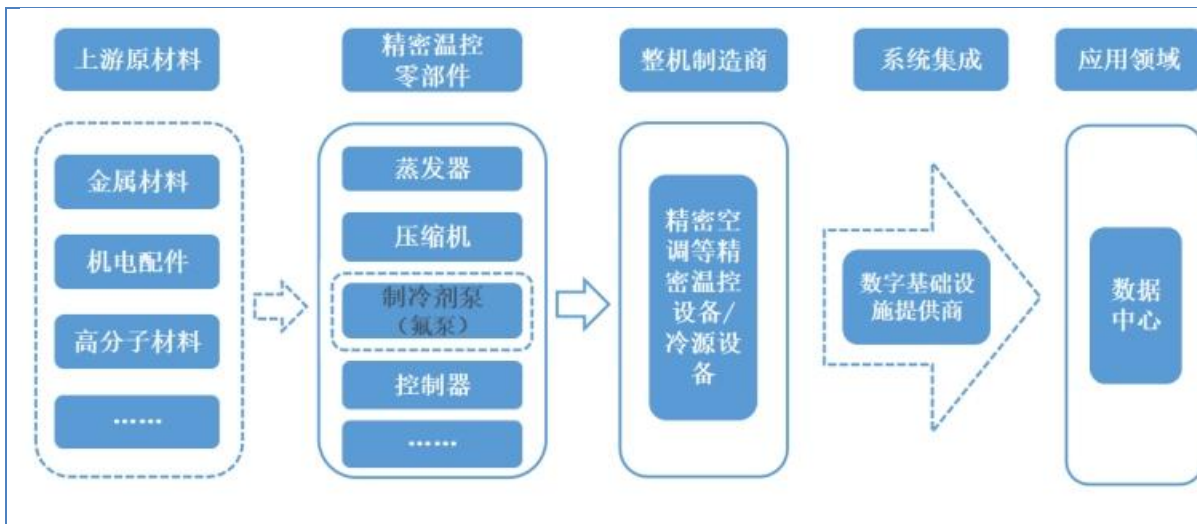 上游原材料
精密温控
零部件
整机制造商
系统集成
应用领域
金属材料
机电配件
高分子材料
……
蒸发器
压缩机
制冷剂泵
（氟泵）
控制器
……
精密空
调等精
密温控
设备/
冷源设
备
数字基础设
施提供商
数据
中心